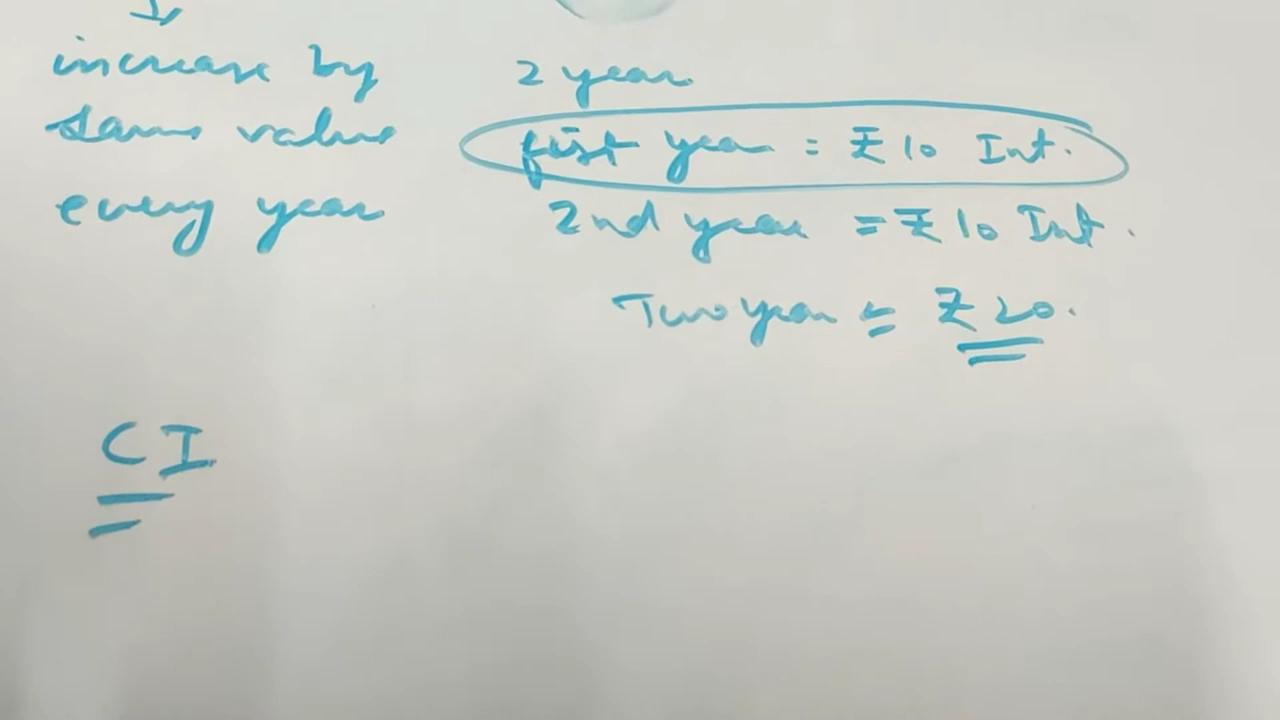 increase by
same value
every year
2 year
first year = ₹10 Int.
2nd year = ₹10 Int.
Two year = ₹20.
CI